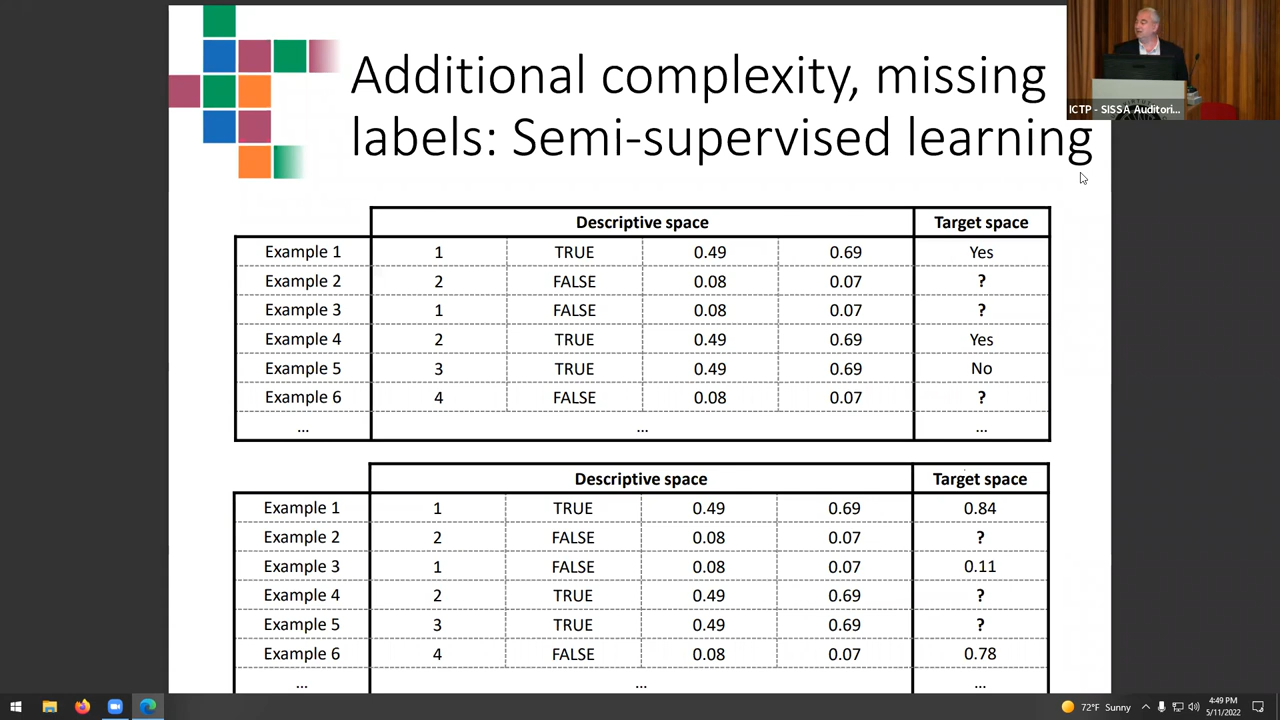 Additional complexity, missing
labels: Semi-supervised learning
ICTP - SISSA Auditori...
Descriptive space Target space
Example 1 1 TRUE 0.49 0.69 Yes
Example 2 2 FALSE 0.08 0.07 ?
Example 3 1 FALSE 0.08 0.07 ?
Example 4 2 TRUE 0.49 0.69 Yes
Example 5 3 TRUE 0.49 0.69 No
Example 6 4 FALSE 0.08 0.07 ?
... ... ...
Descriptive space Target space
Example 1 1 TRUE 0.49 0.69 0.84
Example 2 2 FALSE 0.08 0.07 ?
Example 3 1 FALSE 0.08 0.07 0.11
Example 4 2 TRUE 0.49 0.69 ?
Example 5 3 TRUE 0.49 0.69 ?
Example 6 4 FALSE 0.08 0.07 0.78
... ... ...
72°F Sunny
4:49 PM
5/11/2022